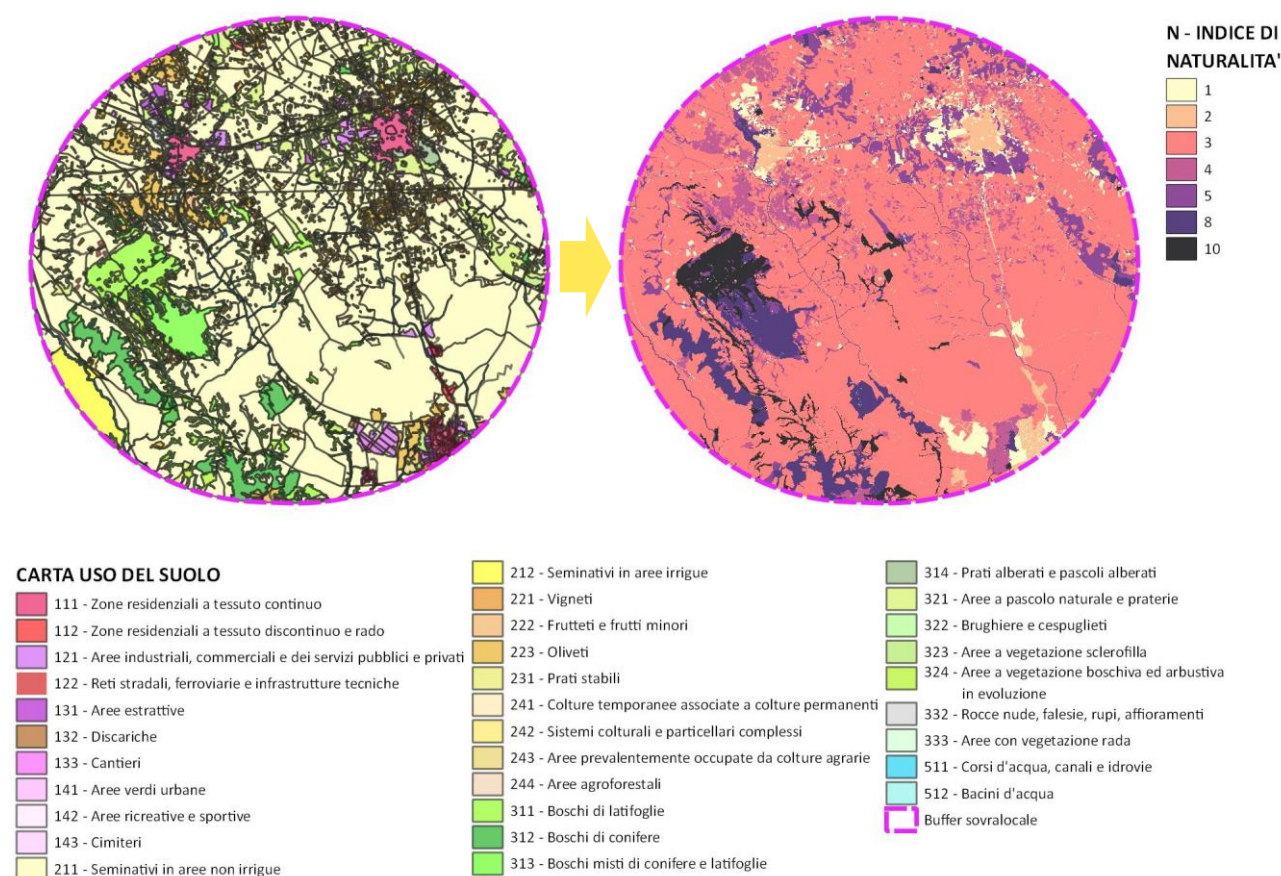 N - INDICE DI
NATURALITA'
1
2
3
4
5
8
10
CARTA USO DEL SUOLO
111 - Zone residenziali a tessuto continuo
112 - Zone residenziali a tessuto discontinuo e rado
121 - Aree industriali, commerciali e dei servizi pubblici e privati
122 - Reti stradali, ferroviarie e infrastrutture tecniche
131 - Aree estrattive
132 - Discariche
133 - Cantieri
141 - Aree verdi urbane
142 - Aree ricreative e sportive
143 - Cimiteri
211 - Seminativi in aree non irrigue
212 - Seminativi in aree irrigue
221 - Vigneti
222 - Frutteti e frutti minori
223 - Oliveti
231 - Prati stabili
241 - Colture temporanee associate a colture permanenti
242 - Sistemi colturali e particellari complessi
243 - Aree prevalentemente occupate da colture agrarie
244 - Aree agroforestali
311 - Boschi di latifoglie
312 - Boschi di conifere
313 - Boschi misti di conifere e latifoglie
314 - Prati alberati e pascoli alberati
321 - Aree a pascolo naturale e praterie
322 - Brughiere e cespuglieti
323 - Aree a vegetazione sclerofilla
324 - Aree a vegetazione boschiva ed arbustiva
in evoluzione
332 - Rocce nude, falesie, rupi, affioramenti
333 - Aree con vegetazione rada
511 - Corsi d'acqua, canali e idrovie
512 - Bacini d'acqua
Buffer sovralocale